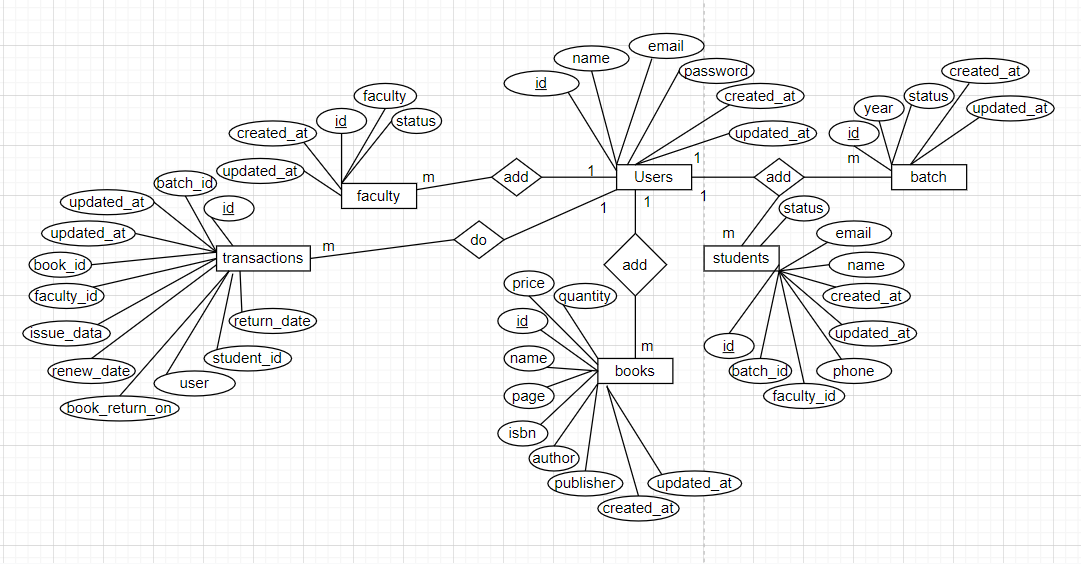 email
name
id
password
created_at
updated_at
Users
created_at
status
updated_at
year
id
m
batch
faculty
id
status
created_at
updated_at
faculty
m
add
1
1
1
1
1
add
m
status
students
email
name
created_at
updated_at
phone
faculty_id
batch_id
id
do
m
batch_id
id
updated_at
updated_at
book_id
faculty_id
issue_data
renew_date
book_return_on
user
student_id
return_date
transactions
add
m
books
price
quantity
id
name
page
isbn
author
publisher
created_at
updated_at